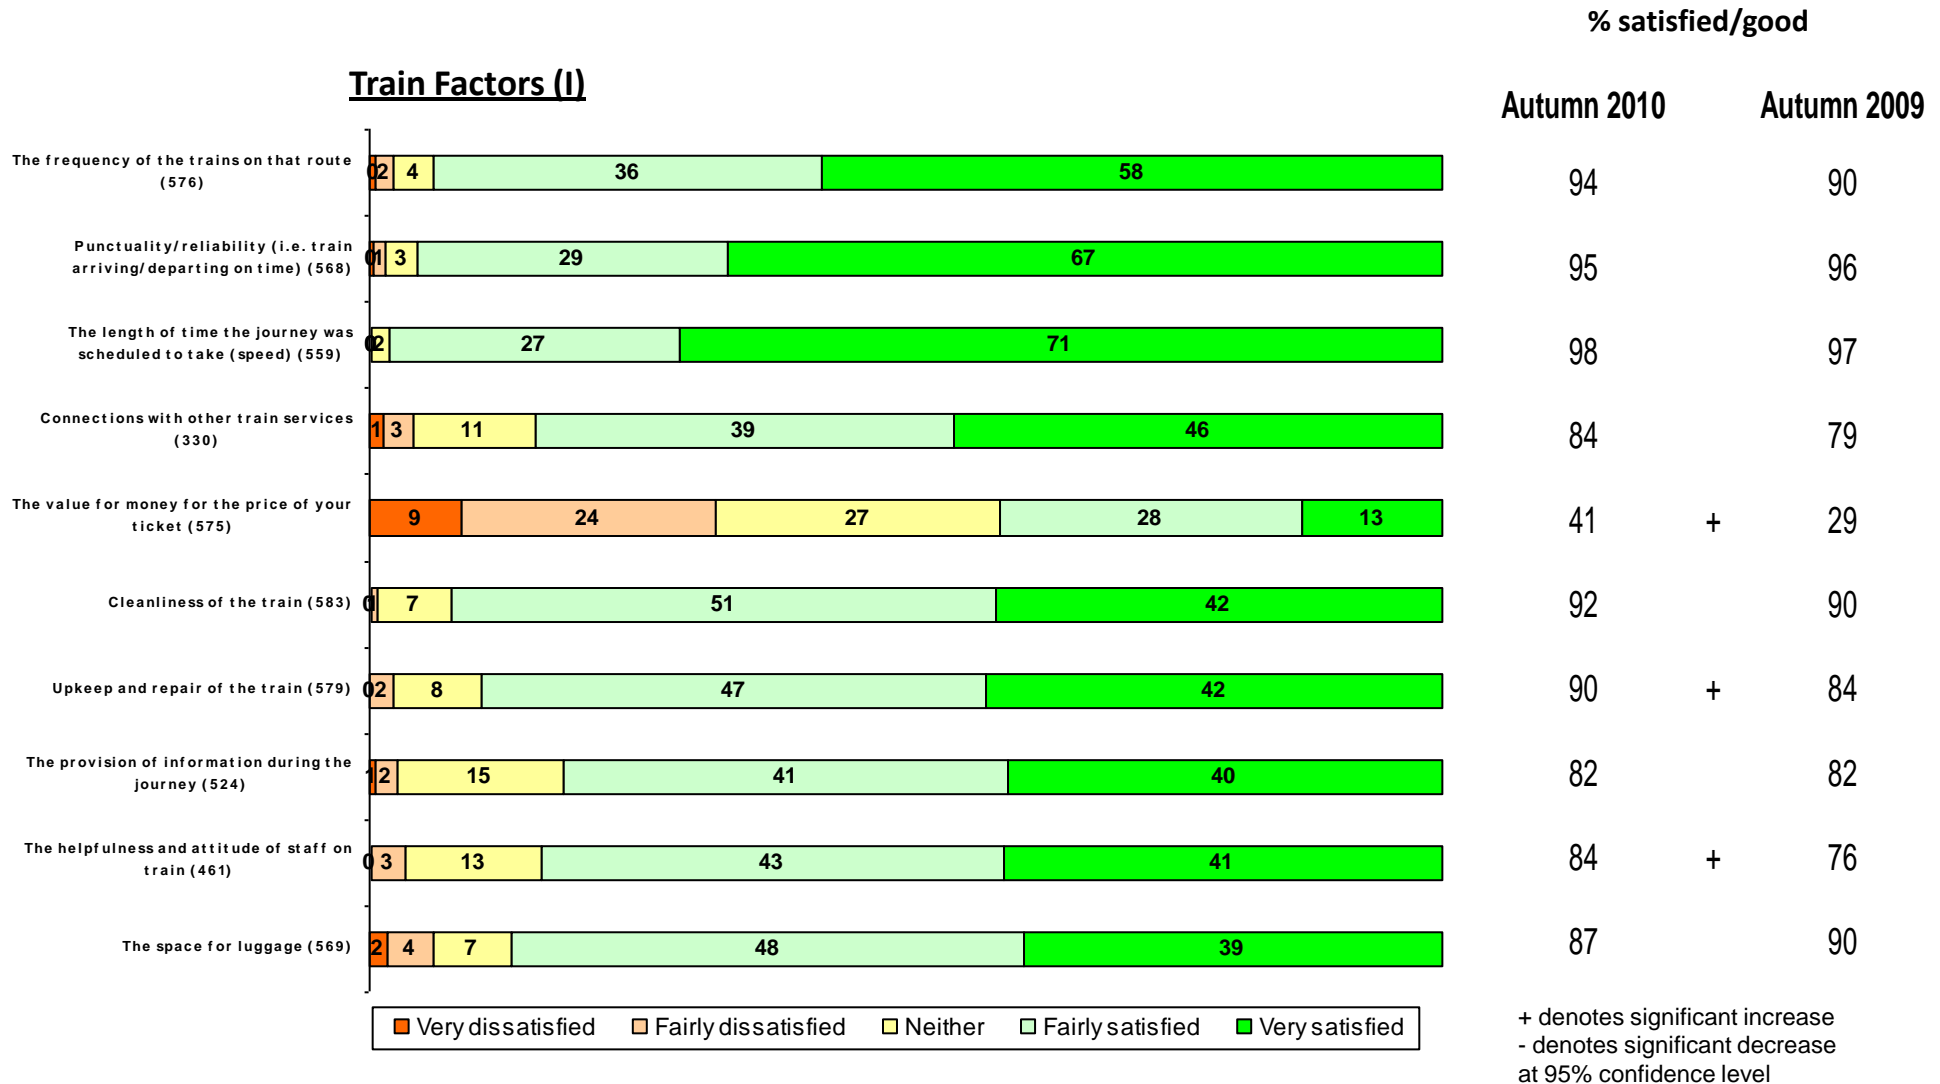 % satisfied/good
Train Factors (I)
Autumn 2010 Autumn 2009
The frequency of the trains on that route
(576)
0 2 4 36 58
94 90
Punctuality/reliability (i.e. train
arriving/departing on time) (568)
0 1 3 29 67
95 96
The length of time the journey was
scheduled to take (speed) (559)
0 2 27 71
98 97
Connections with other train services
(330)
1 3 11 39 46
84 79
The value for money for the price of your
ticket (575)
9 24 27 28 13
41 + 29
Cleanliness of the train (583)
0 1 7 51 42
92 90
Upkeep and repair of the train (579)
0 2 8 47 42
90 + 84
The provision of information during the
journey (524)
1 2 15 41 40
82 82
The helpfulness and attitude of staff on
train (461)
0 3 13 43 41
84 + 76
The space for luggage (569)
2 4 7 48 39
87 90
Very dissatisfied Fairly dissatisfied Neither Fairly satisfied Very satisfied
+ denotes significant increase
- denotes significant decrease
at 95% confidence level